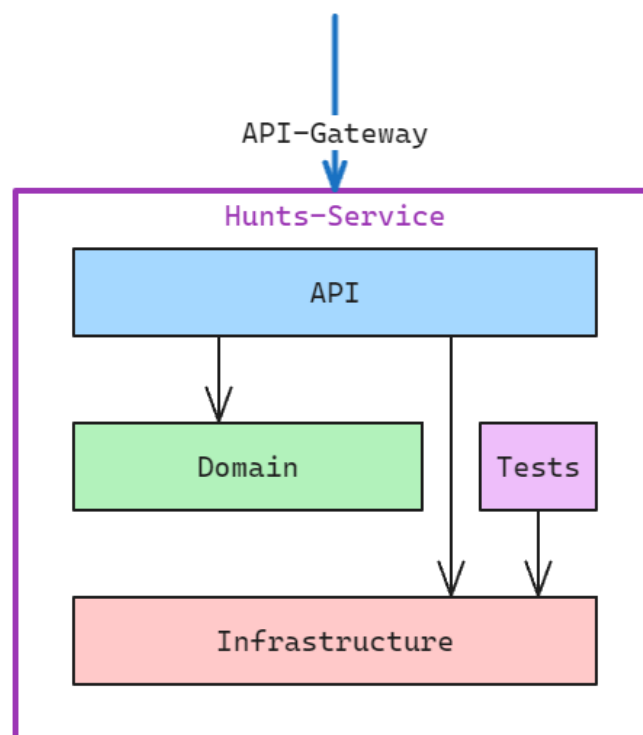 API-Gateway
Hunts-Service
API
Domain
Tests
Infrastructure